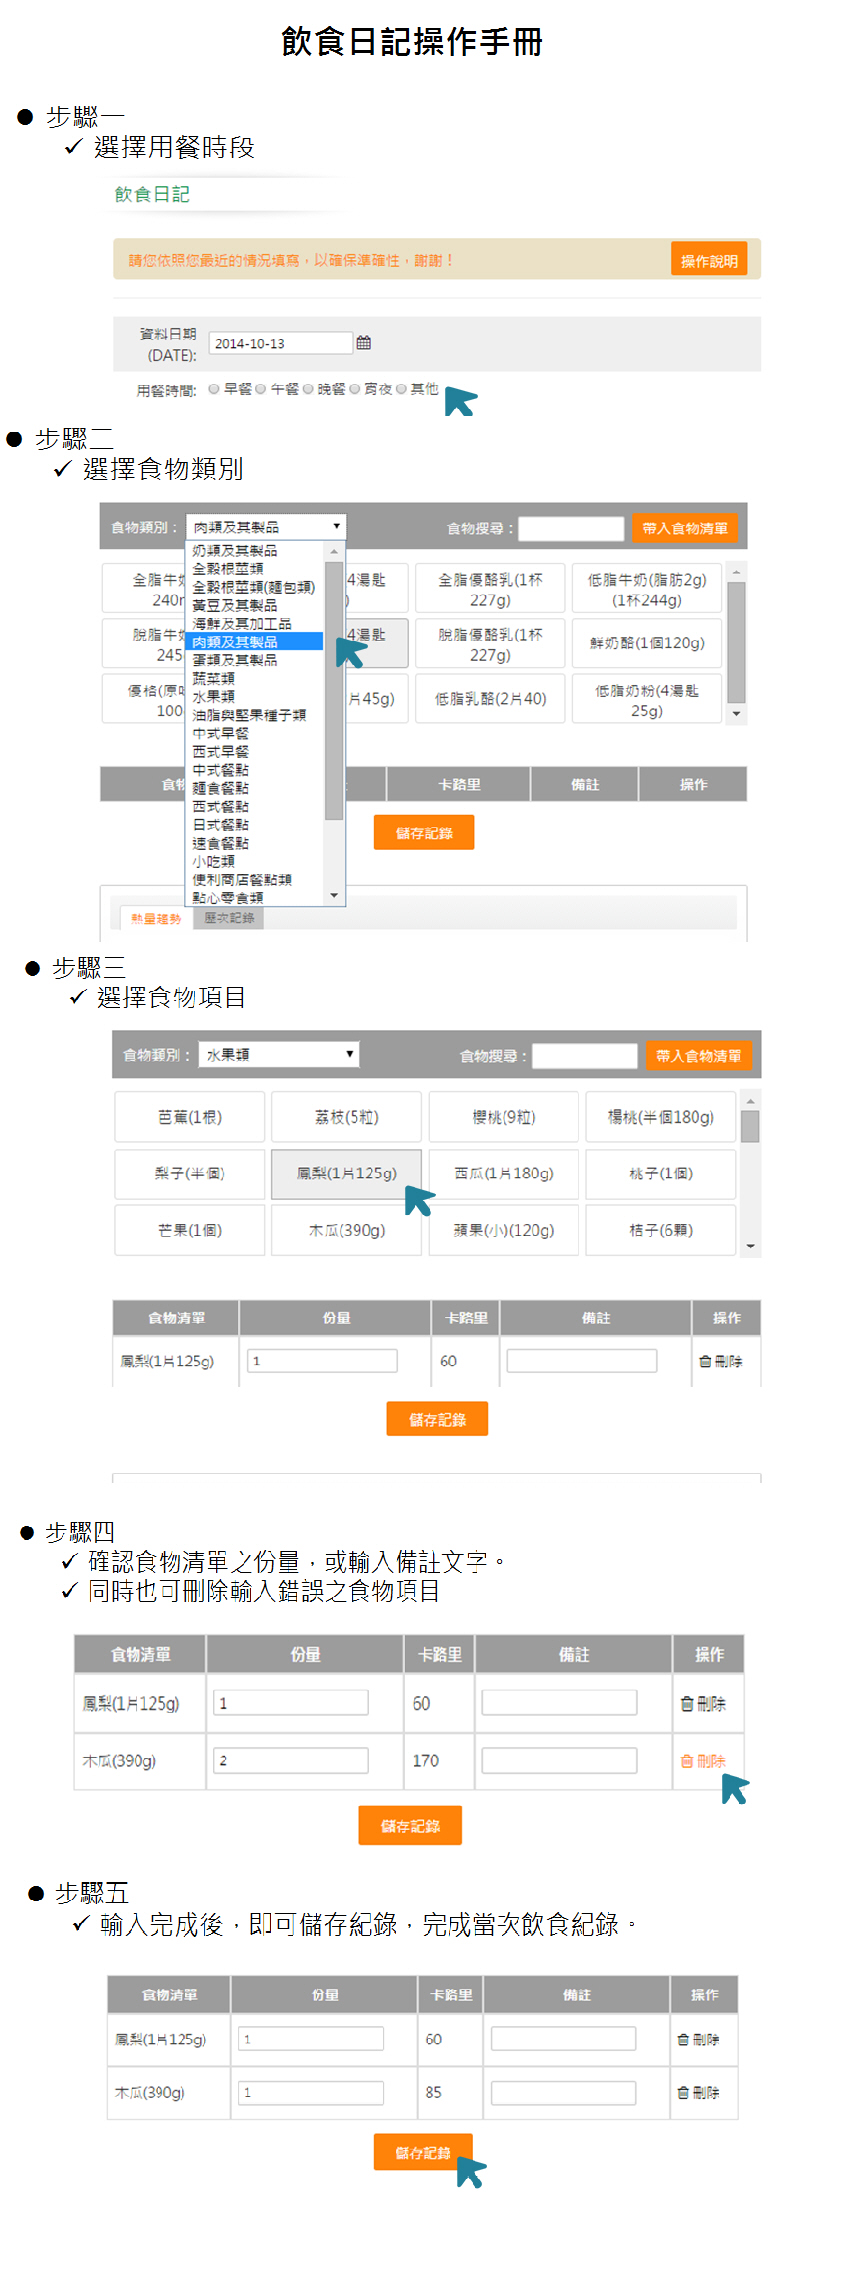 飲食日記操作手冊
● 步驟一
✓ 選擇用餐時段
飲食日記
請您依照您最近的情況填寫，以確保準確性，謝謝！ 操作說明
資料日期
(DATE): 2014-10-13
用餐時間: 早餐 午餐 晚餐 宵夜 其他
● 步驟二
✓ 選擇食物類別
食物類別： 肉類及其製品 食物搜尋： 帶入食物清單
奶類及其製品
全穀根莖類
全穀根莖類(麵包類)
黃豆及其製品
海鮮及其加工品
肉類及其製品
蛋類及其製品
蔬菜類
水果類
油脂與堅果種子類
中式早餐
西式早餐
中式餐點
麵食餐點
西式餐點
日式餐點
速食餐點
小吃類
便利商店餐點類
點心零食類
全脂牛奶
240
4湯匙
)
全脂優酪乳(1杯
227g)
低脂牛奶(脂肪2g)
(1杯244g)
脫脂牛奶
245
4湯匙
脫脂優酪乳(1杯
227g)
鮮奶酪(1個120g)
優格(原味
100
片45g)
低脂乳酪(2片40)
低脂奶粉(4湯匙
25g)
食物 卡路里 備註 操作
儲存記錄
熱量趨勢 歷次記錄
● 步驟三
✓ 選擇食物項目
食物類別： 水果類 食物搜尋： 帶入食物清單
芭蕉(1根) 荔枝(5粒) 櫻桃(9粒) 楊桃(半個180g)
梨子(半個) 鳳梨(1片125g) 西瓜(1片180g) 桃子(1個)
芒果(1個) 木瓜(390g) 蘋果(小)(120g) 桔子(6顆)
食物清單 份量 卡路里 備註 操作
鳳梨(1片125g) 1 60 刪除
儲存記錄
● 步驟四
✓ 確認食物清單之份量，或輸入備註文字。
✓ 同時也可刪除輸入錯誤之食物項目
食物清單 份量 卡路里 備註 操作
鳳梨(1片125g) 1 60 刪除
木瓜(390g) 2 170 刪除
儲存記錄
● 步驟五
✓ 輸入完成後，即可儲存紀錄，完成當次飲食紀錄。
食物清單 份量 卡路里 備註 操作
鳳梨(1片125g) 1 60 刪除
木瓜(390g) 1 85 刪除
儲存記錄